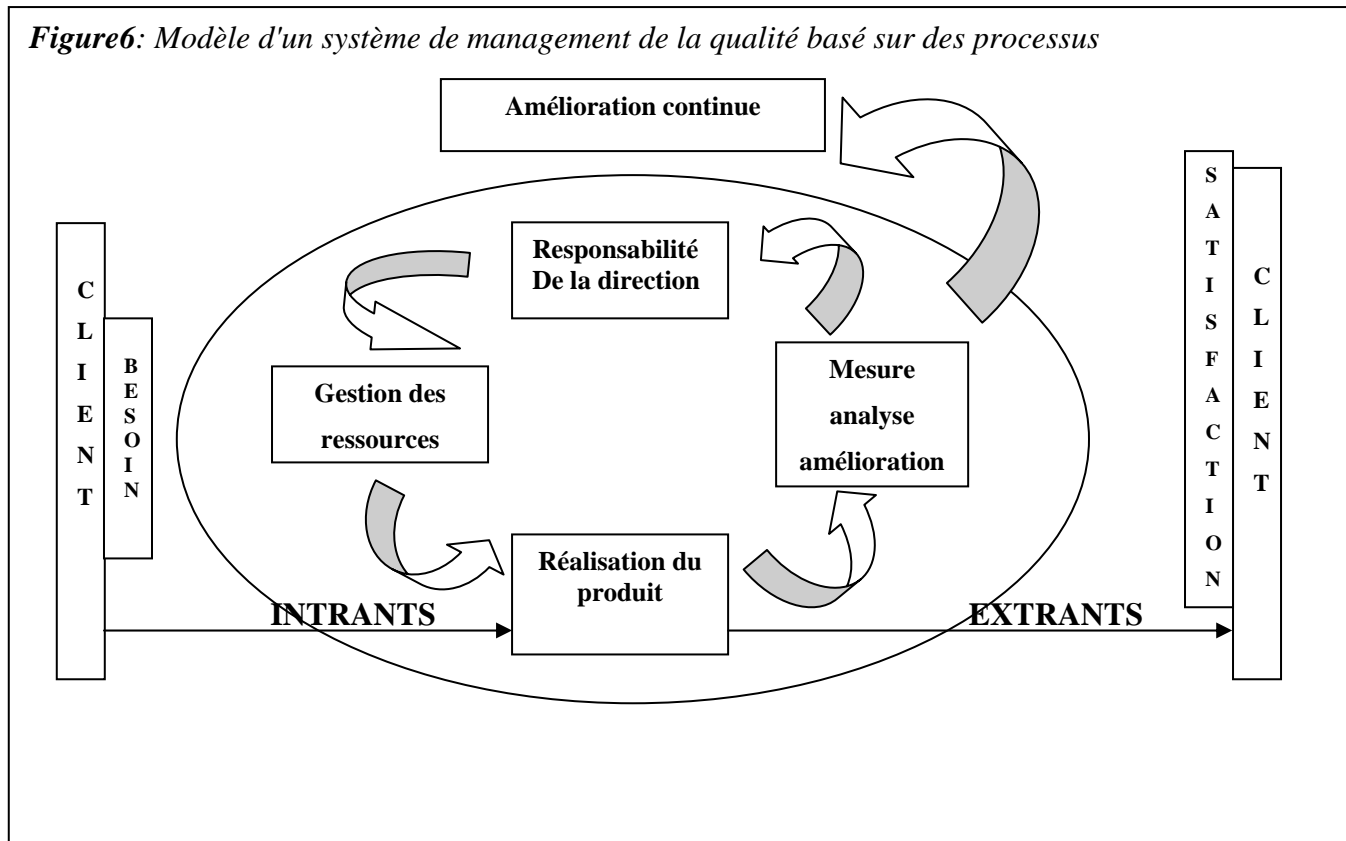 Figure6: Modèle d'un système de management de la qualité basé sur des processus
Amélioration continue
Responsabilité
De la direction
CLIENT
BESOIN
Gestion des
ressources
Mesure
analyse
amélioration
SATISFACTION
CLIENT
Réalisation du
produit
INTRANTS
EXTRANTS